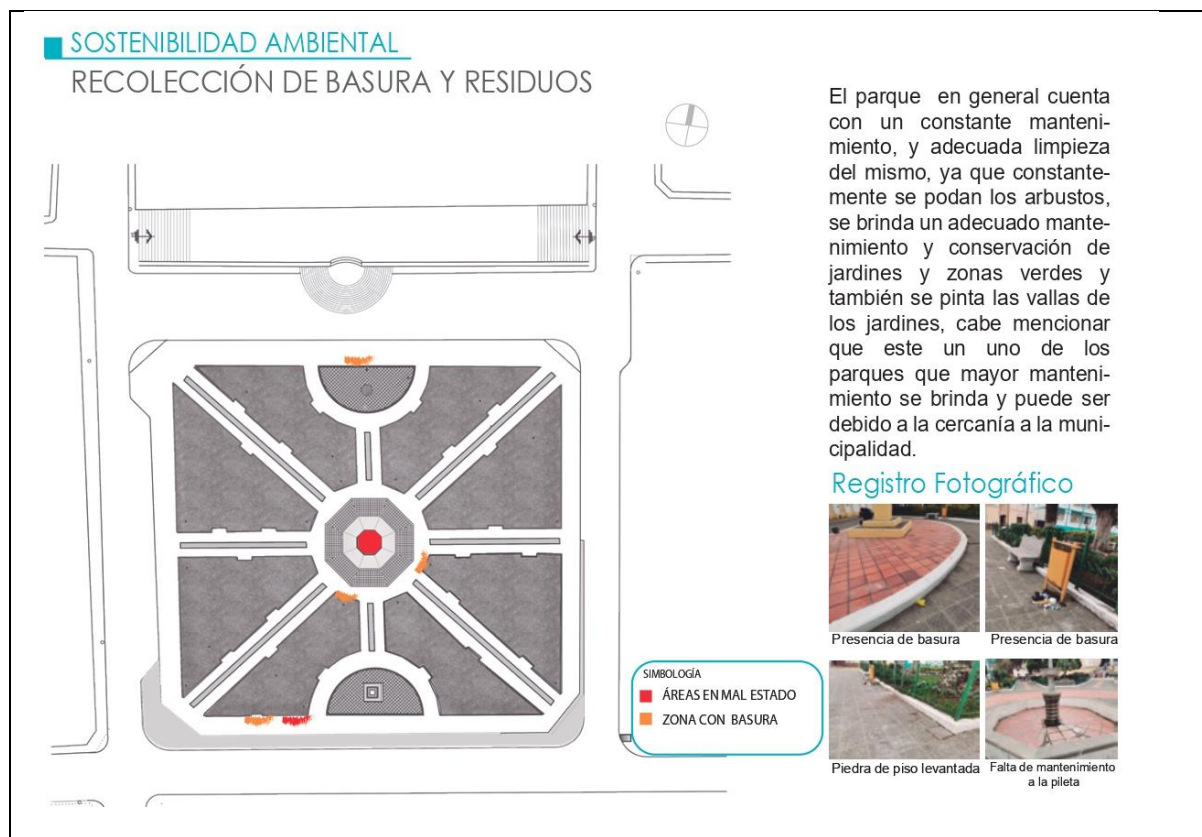 SOSTENIBILIDAD AMBIENTAL
RECOLECCIÓN DE BASURA Y RESIDUOS
El parque en general cuenta
con un constante manteni-
miento, y adecuada limpieza
del mismo, ya que constante-
mente se podan los arbustos,
se brinda un adecuado mante-
nimiento y conservación de
jardines y zonas verdes y
también se pinta las vallas de
los jardines, cabe mencionar
que este un uno de los
parques que mayor manteni-
miento se brinda y puede ser
debido a la cercanía a la muni-
cipalidad.
Registro Fotográfico
Presencia de basura
Presencia de basura
Piedra de piso levantada
Falta de mantenimiento
a la pileta
SIMBOLOGÍA
ÁREAS EN MAL ESTADO
ZONA CON BASURA